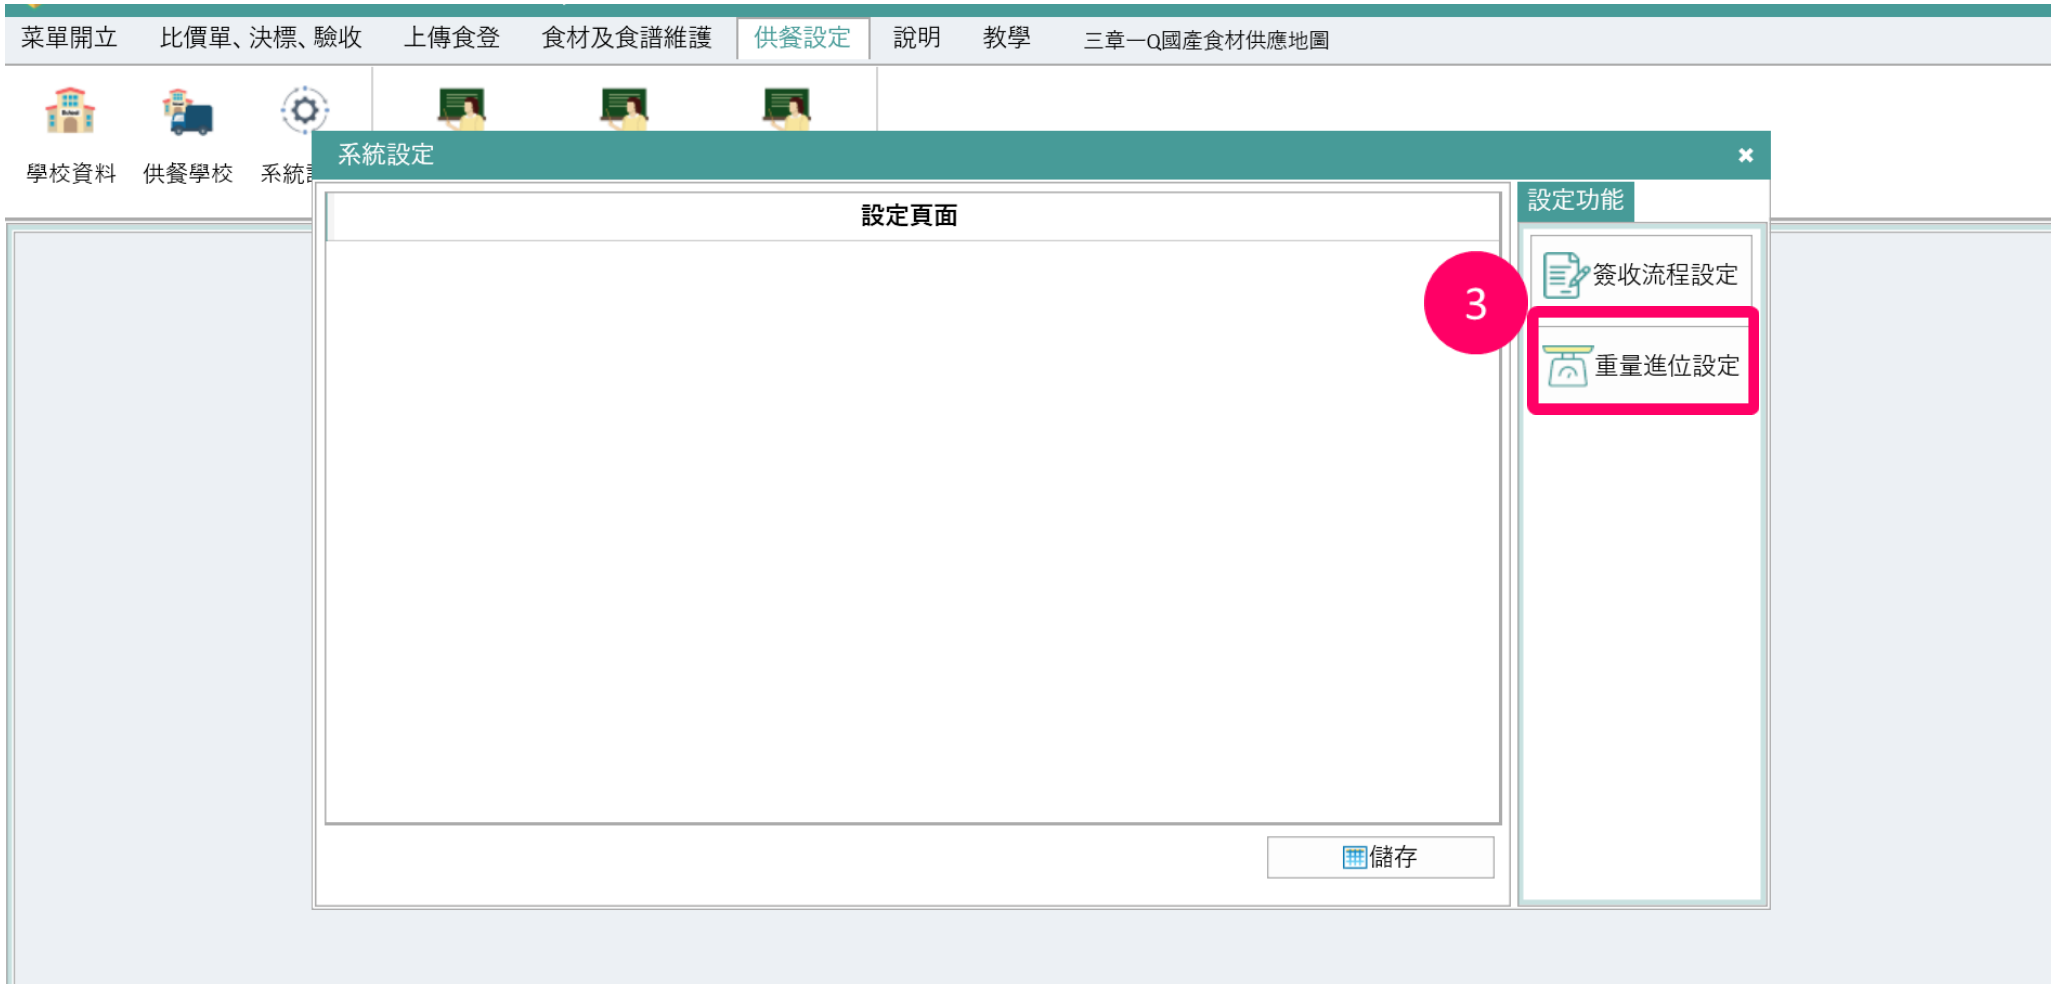 菜單開立 比價單、決標、驗收 上傳食登 食材及食譜維護 供餐設定 說明 教學 三章一Q國產食材供應地圖
學校資料 供餐學校 系統
系統設定
設定頁面
設定功能
簽收流程設定
3
重量進位設定
儲存